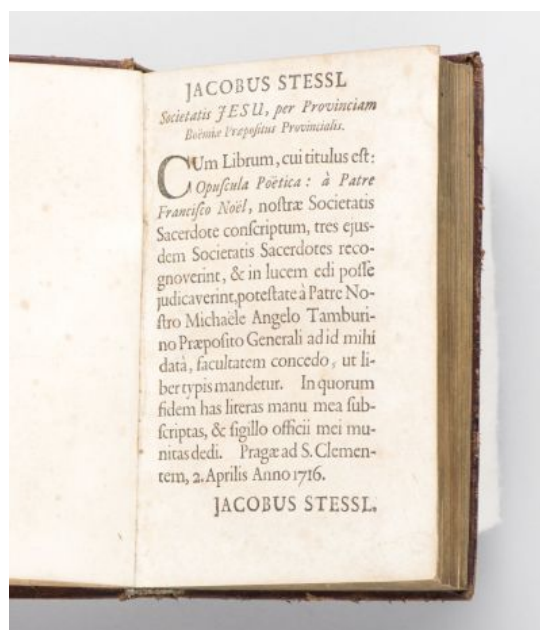 JACOBUS STESSL
Societatis JESU, per Provinciam
Boëmiæ Præpositus Provincialis.
CUm Librum, cui titulus eſt:
Opuſcula Poëtica: à Patre
Franciſco Noël, noſtræ Societatis
Sacerdote conſcriptum, tres ejus-
dem Societatis Sacerdotes reco-
gnoverint, & in lucem edi poſſe
judicaverint, poteſtate à Patre No-
ſtro Michaële Angelo Tamburi-
no Præpoſito Generali ad id mihi
datâ, facultatem concedo, ut li-
ber typis mandetur. In quorum
fidem has literas manu mea ſub-
ſcriptas, & ſigillo officii mei mu-
nitas dedi. Pragæ ad S. Clemen-
tem, 2. Aprilis Anno 1716.
JACOBUS STESSL.